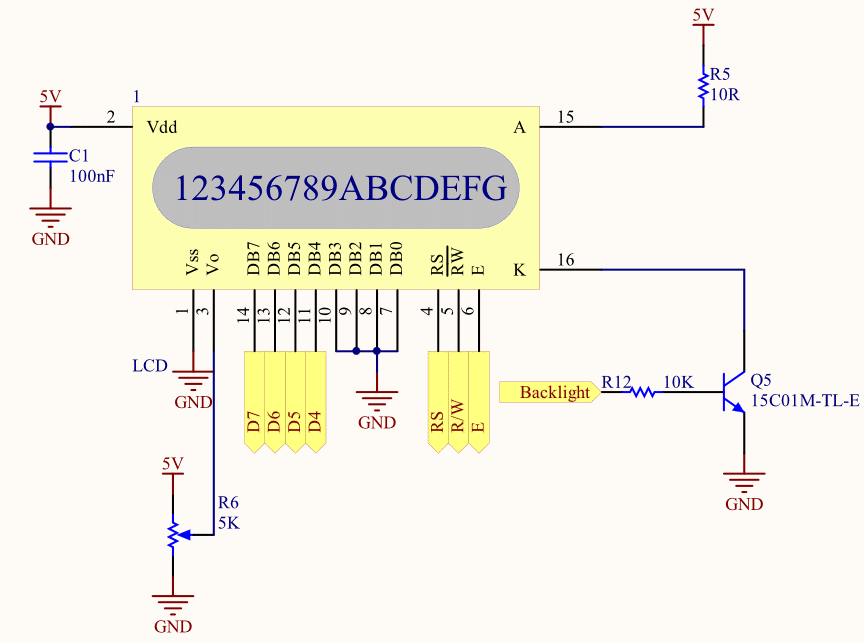 5V
5V
1
R5
10R
2
Vdd
A
15
C1
100nF
123456789ABCDEFG
GND
Vss
Vo
DB7
DB6
DB5
DB4
DB3
DB2
DB1
DB0
RS
RW
E
K
16
1
3
14
13
12
11
10
9
8
7
4
5
6
LCD
GND
D7
D6
D5
D4
GND
RS
R/W
E
Backlight
R12
10K
Q5
15C01M-TL-E
5V
R6
5K
GND
GND